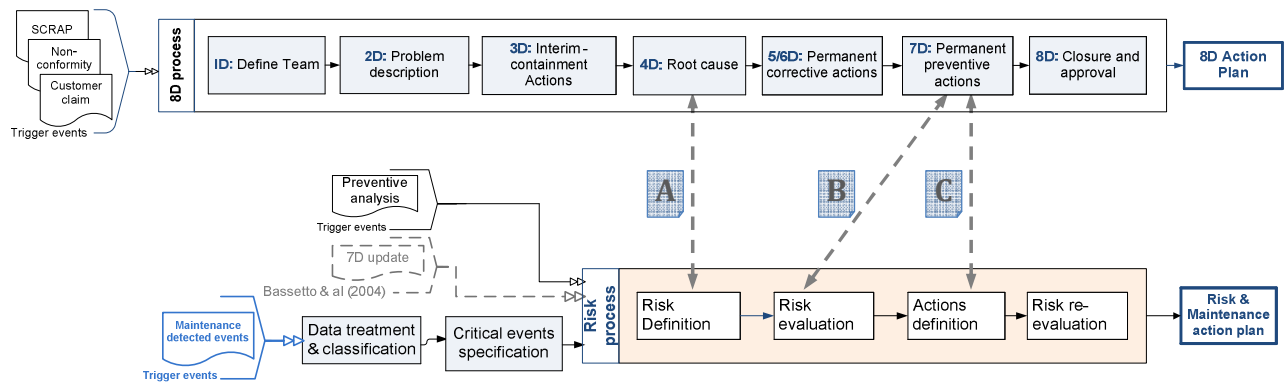 SCRAP
Non-
conformity
Customer
claim
Trigger events
8D process
ID: Define Team
2D: Problem
description
3D: Interim-
containment
Actions
4D: Root cause
5/6D: Permanent
corrective actions
7D: Permanent
preventive
actions
8D: Closure and
approval
8D Action
Plan
A
B
C
Preventive
analysis
Trigger events
7D update
Bassetto & al (2004)
Maintenance
detected events
Trigger events
Data treatment
& classification
Critical events
specification
Risk
process
Risk
Definition
Risk
evaluation
Actions
definition
Risk re-
evaluation
Risk &
Maintenance
action plan